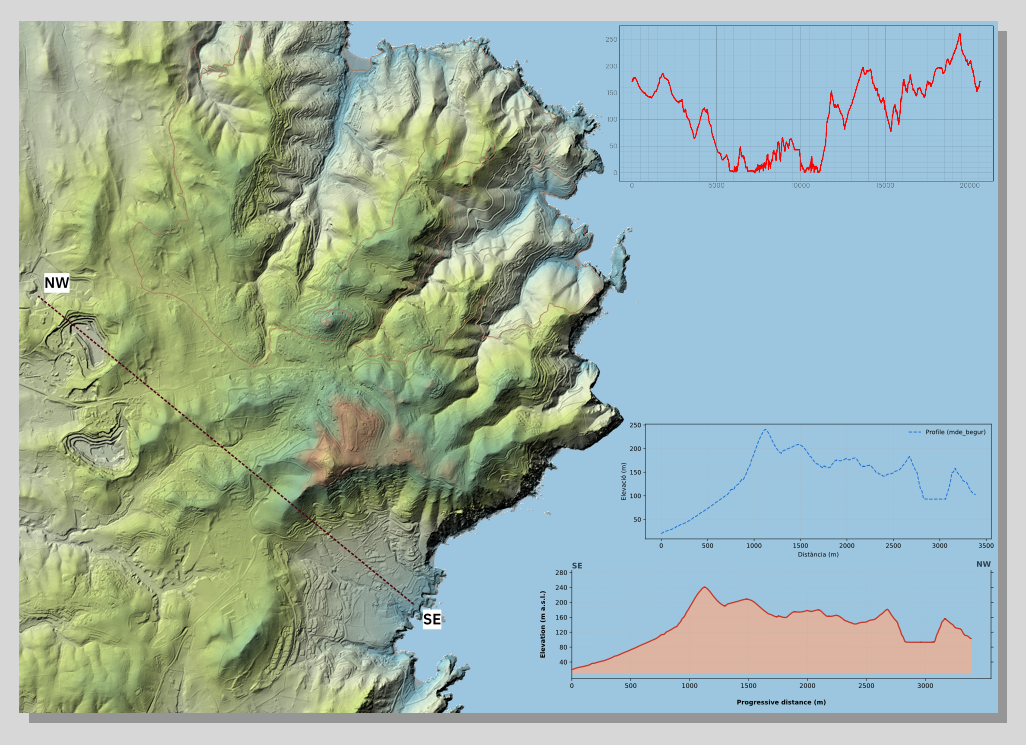 250
200
150
100
50
0
0 5000 10000 15000 20000
NW
250
200
150
100
50
Profile (mde_begur)
Elevació (m)
0 500 1000 1500 2000 2500 3000 3500
Distància (m)
SE NW
280
240
200
160
120
80
40
Elevation (m a.s.l.)
0 500 1000 1500 2000 2500 3000
Progressive distance (m)
SE